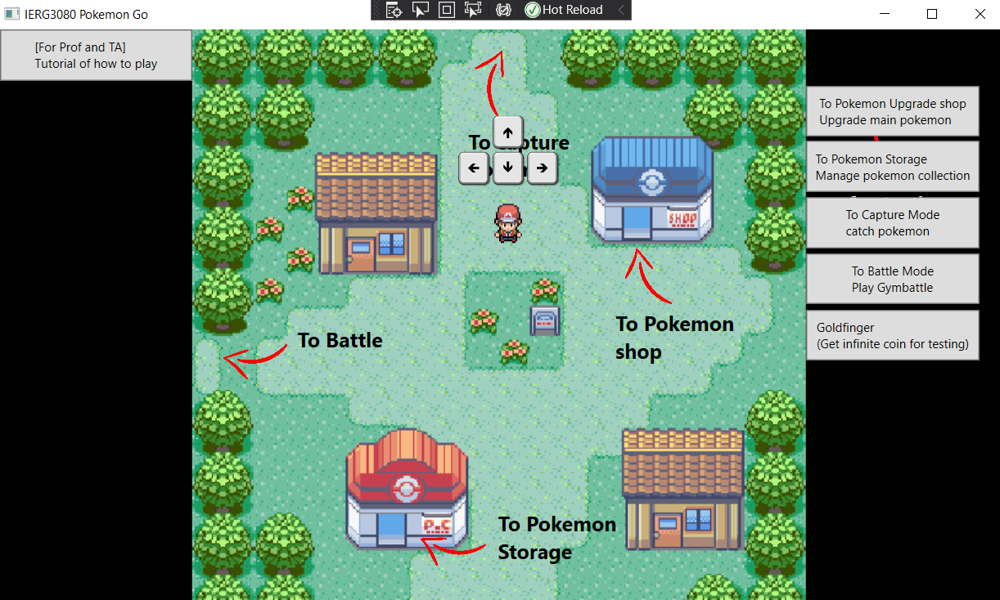 IERG3080 Pokemon Go
Hot Reload
[For Prof and TA]
Tutorial of how to play
To Pokemon Upgrade shop
Upgrade main pokemon
To Pokemon Storage
Manage pokemon collection
To Capture Mode
catch pokemon
To Battle Mode
Play Gymbattle
Goldfinger
(Get infinite coin for testing)
To
SHOP
To Pokemon
shop
To Battle
P.C
To Pokemon
Storage